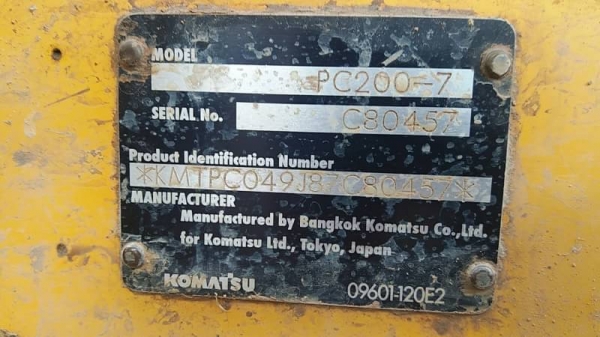 MODEL
PC200-7
SERIAL No.
C80457
Product Identification Number
*KMTPC049J87C80457*
MANUFACTURER
Manufactured by Bangkok Komatsu Co.,Ltd.
for Komatsu Ltd., Tokyo, Japan
KOMATSU
09601-120E2